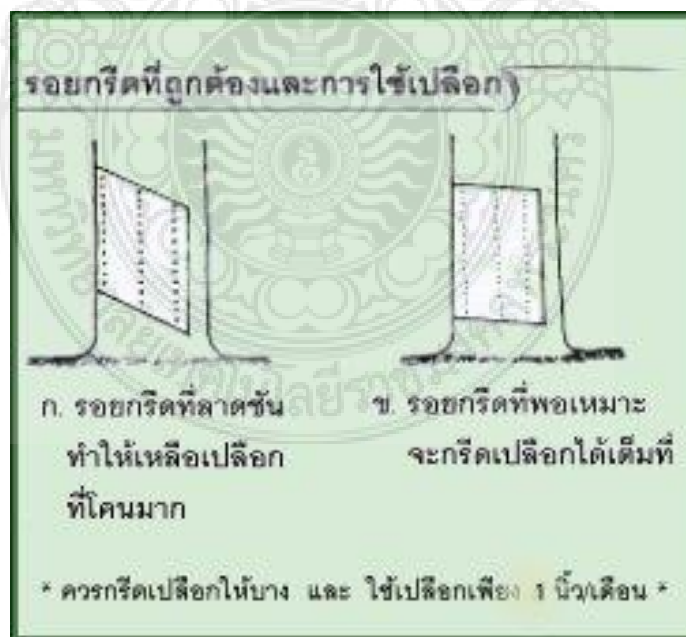 รอยกรีดที่ถูกต้องและการใช้เปลือก
ก. รอยกรีดที่ลาดชัน
ทำให้เหลือเปลือก
ที่โคนมาก
ข. รอยกรีดที่พอเหมาะ
จะกรีดเปลือกได้เต็มที่
* ควรกรีดเปลือกให้บาง และ ใช้เปลือกเพียง 1 นิ้ว/เดือน *